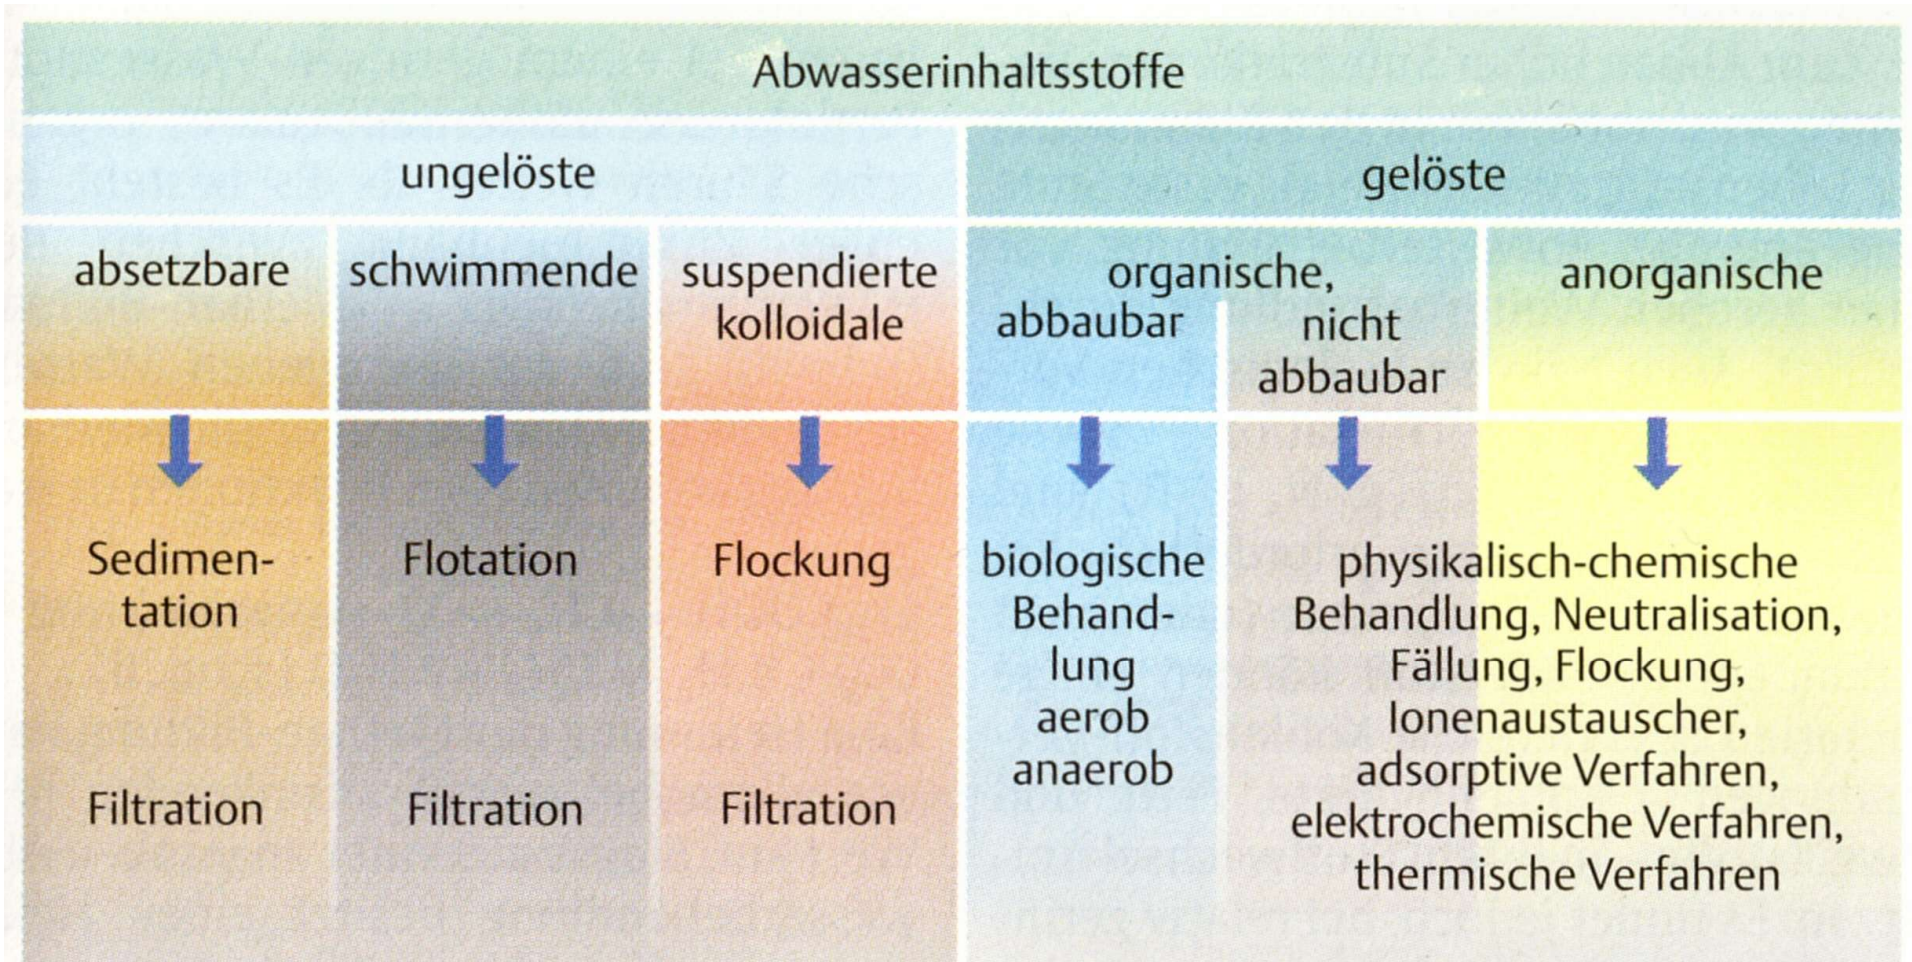 Abwasserinhaltsstoffe
ungelöste
gelöste
absetzbare
schwimmende
suspendierte
kolloidale
organische,
abbaubar
nicht
abbaubar
anorganische
Sedimen-
tation
Filtration
Flotation
Filtration
Flockung
Filtration
biologische
Behand-
lung
aerob
anaerob
physikalisch-chemische
Behandlung, Neutralisation,
Fällung, Flockung,
Ionenaustauscher,
adsorptive Verfahren,
elektrochemische Verfahren,
thermische Verfahren